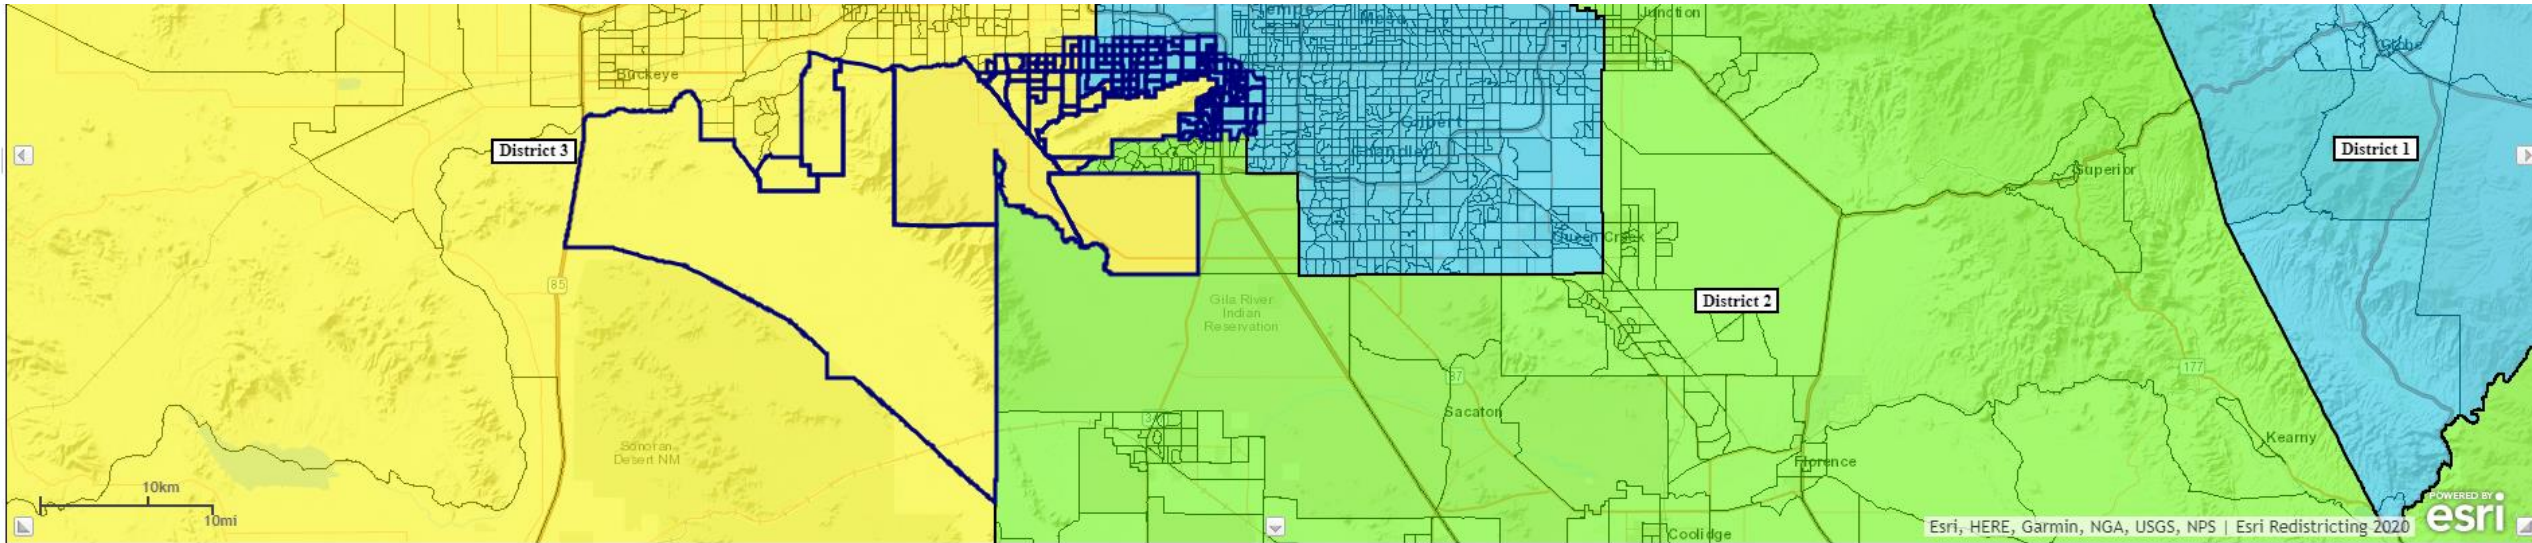 Tempe
Mesa
Junction
Globe
Buckeye
Gilbert
Chandler
District 3
District 1
Superior
Queen Creek
85
Gila River
Indian
Reservation
District 2
87
177
Sacaton
Sonoran
Desert NM
Kearny
Florence
10km
10mi
Coolidge
POWERED BY
esri
Esri, HERE, Garmin, NGA, USGS, NPS | Esri Redistricting 2020